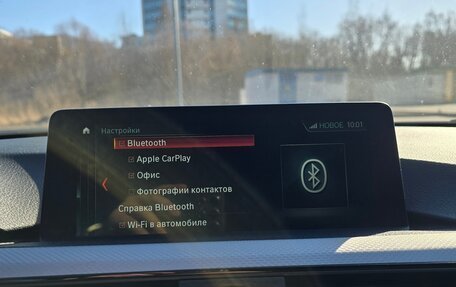 Настройки
НОВОЕ 10:01
Bluetooth
Apple CarPlay
Офис
Фотографии контактов
Справка Bluetooth
Wi-Fi в автомобиле